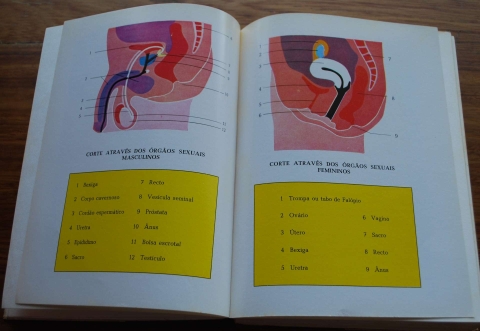 CORTE ATRAVÉS DOS ÓRGÃOS SEXUAIS
MASCULINOS
1 Bexiga
2 Corpo cavernoso
3 Cordão espermático
4 Uretra
5 Epidídimo
6 Sacro
7 Recto
8 Vesícula seminal
9 Próstata
10 Ânus
11 Bolsa escrotal
12 Testículo
CORTE ATRAVÉS DOS ÓRGÃOS SEXUAIS
FEMININOS
1 Trompa ou tubo de Falópio
2 Ovário
3 Útero
4 Bexiga
5 Uretra
6 Vagina
7 Sacro
8 Recto
9 Ânus